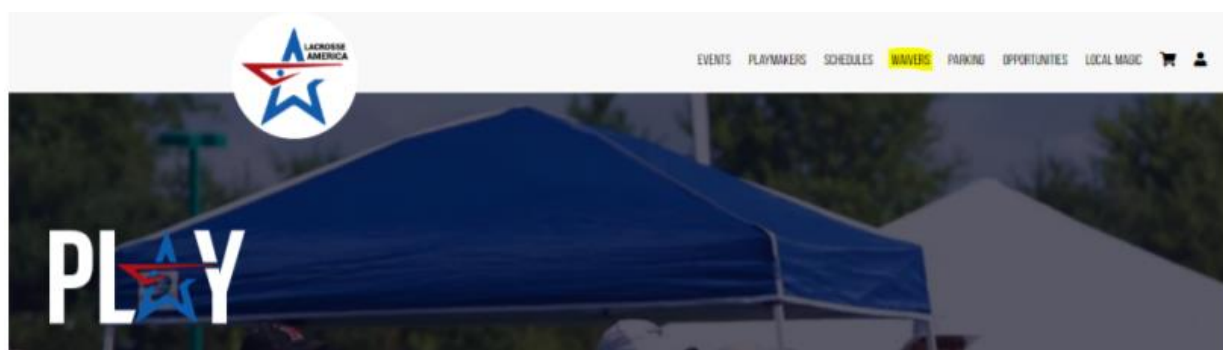 LACROSSE
AMERICA
EVENTS PLAYMAKERS SCHEDULES WAIVERS PARKING OPPORTUNITIES LOCAL MAGIC
PLAY